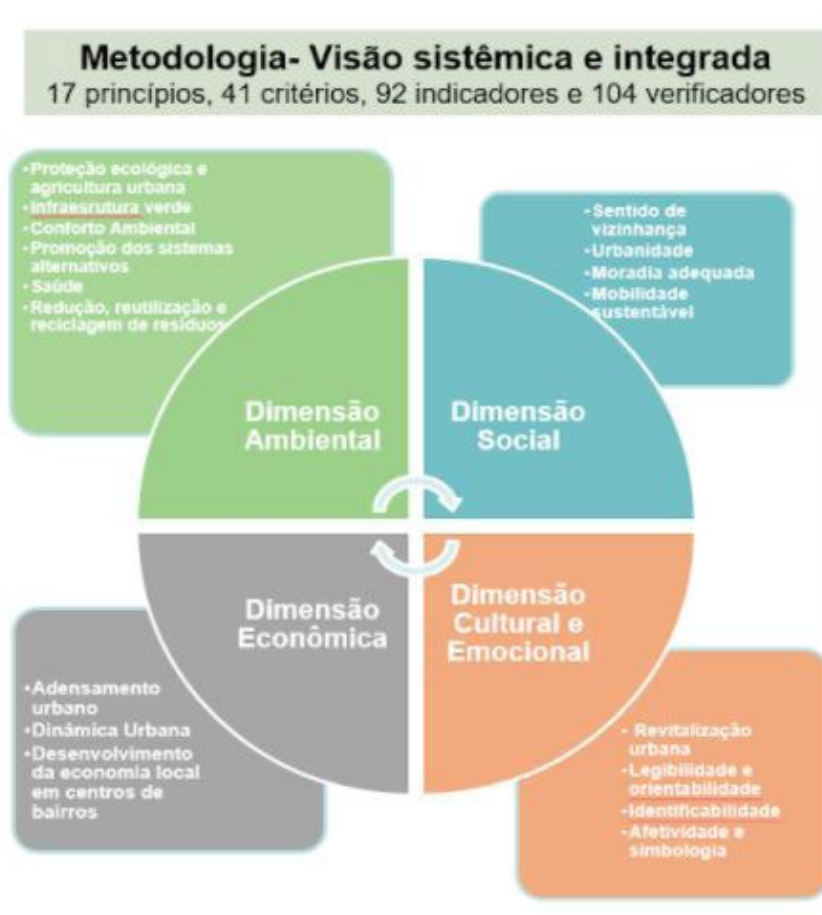 Metodologia- Visão sistêmica e integrada
17 princípios, 41 critérios, 92 indicadores e 104 verificadores
•Proteção ecológica e
agricultura urbana
•Infraesrutura verde
•Conforto Ambiental
•Promoção dos sistemas
alternativos
•Saúde
•Redução, reutilização e
reciclagem de resíduos
•Sentido de
vizinhança
•Urbanidade
•Moradia adequada
•Mobilidade
sustentável
Dimensão
Ambiental
Dimensão
Social
Dimensão
Econômica
Dimensão
Cultural e
Emocional
•Adensamento
urbano
•Dinâmica Urbana
•Desenvolvimento
da economia local
em centros de
bairros
• Revitalização
urbana
•Legibilidade e
orientabilidade
•Identificabilidade
•Afetividade e
simbologia